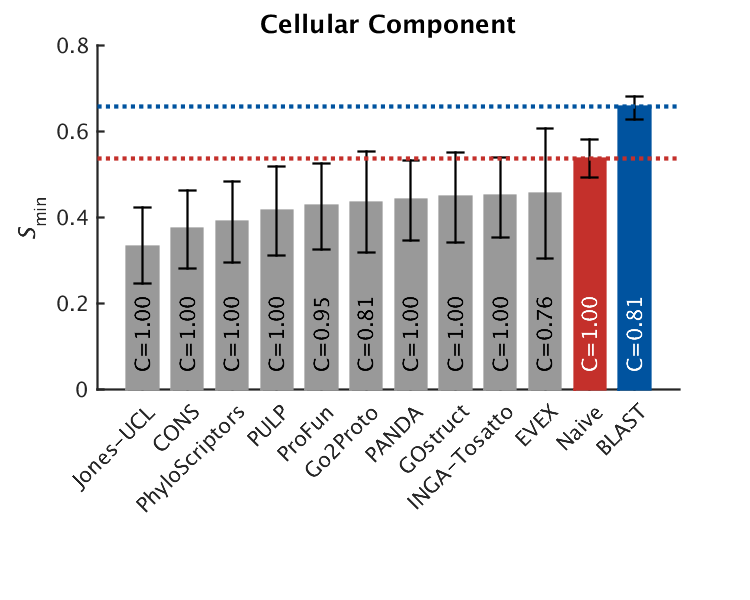 Cellular Component
0.8
0.6
0.4
0.2
0
Smin
C=1.00
C=1.00
C=1.00
C=1.00
C=0.95
C=0.81
C=1.00
C=1.00
C=1.00
C=0.76
C=1.00
C=0.81
Jones-UCL
CONS
PhyloScriptors
PULP
ProFun
Go2Proto
PANDA
GOstruct
INGA-Tosatto
EVEX
Naive
BLAST